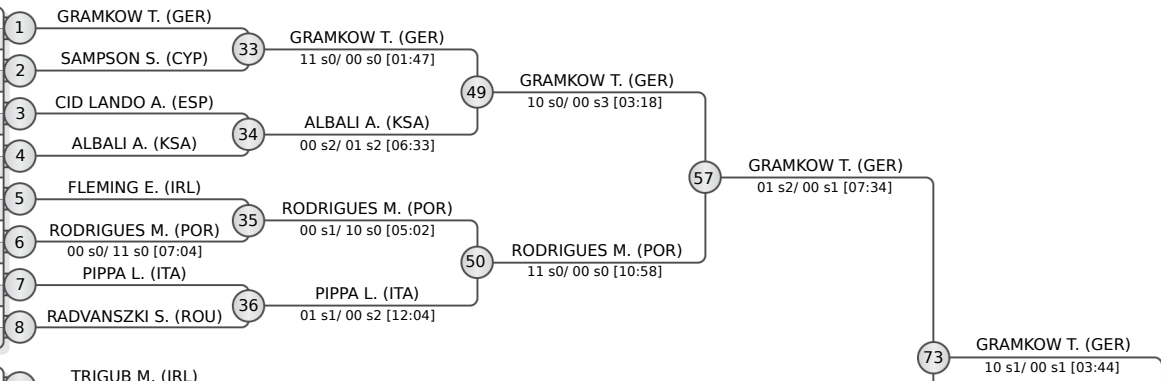 1 GRAMKOW T. (GER)
2 SAMPSON S. (CYP)
3 CID LANDO A. (ESP)
4 ALBALI A. (KSA)
5 FLEMING E. (IRL)
6 RODRIGUES M. (POR)
00 s0/ 11 s0 [07:04]
7 PIPPA L. (ITA)
8 RADVANSZKI S. (ROU)
TRIGUB M. (IRL)
33 GRAMKOW T. (GER)
11 s0/ 00 s0 [01:47]
34 ALBALI A. (KSA)
00 s2/ 01 s2 [06:33]
35 RODRIGUES M. (POR)
00 s1/ 10 s0 [05:02]
36 PIPPA L. (ITA)
01 s1/ 00 s2 [12:04]
49 GRAMKOW T. (GER)
10 s0/ 00 s3 [03:18]
50 RODRIGUES M. (POR)
11 s0/ 00 s0 [10:58]
57 GRAMKOW T. (GER)
01 s2/ 00 s1 [07:34]
73 GRAMKOW T. (GER)
10 s1/ 00 s1 [03:44]